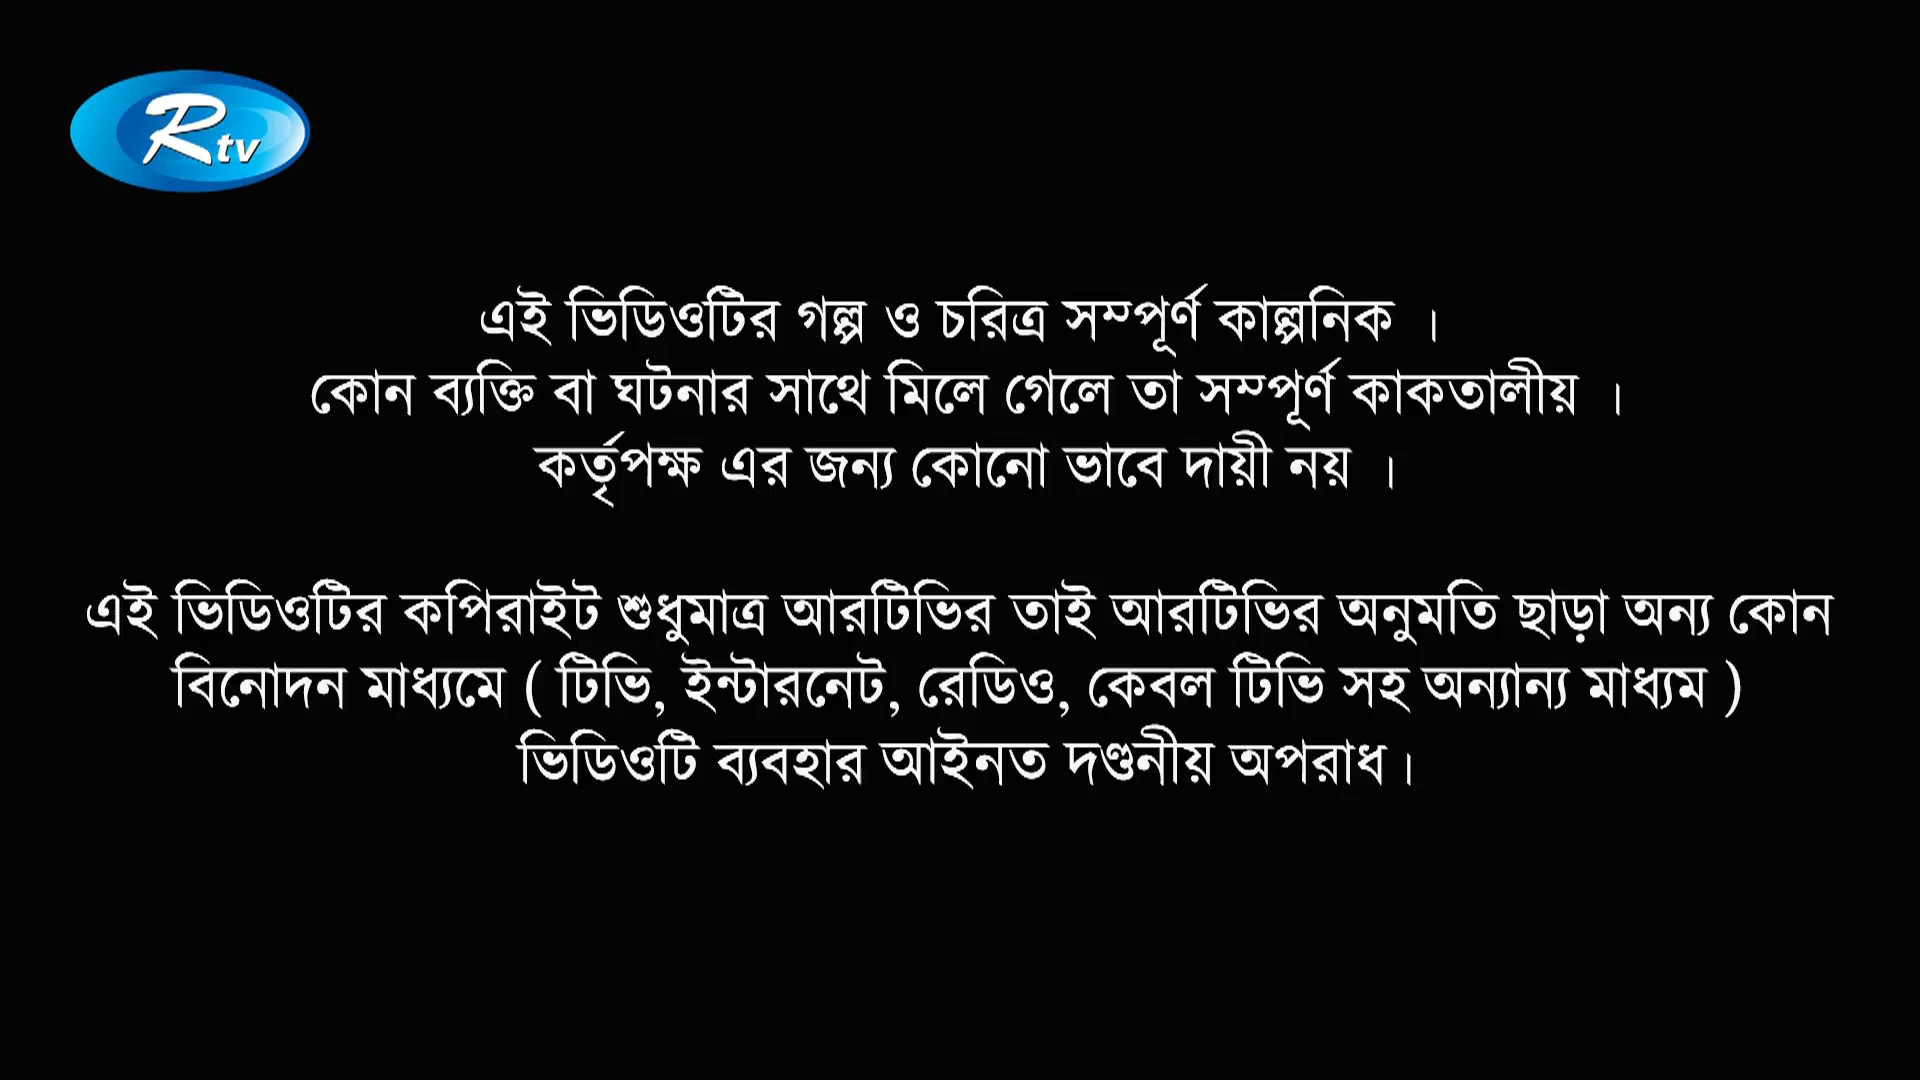 Rtv
এই ভিডিওটির গল্প ও চরিত্র সম্পূর্ণ কাল্পনিক ।
কোন ব্যক্তি বা ঘটনার সাথে মিলে গেলে তা সম্পূর্ণ কাকতালীয় ।
কর্তৃপক্ষ এর জন্য কোনো ভাবে দায়ী নয় ।
এই ভিডিওটির কপিরাইট শুধুমাত্র আরটিভির তাই আরটিভির অনুমতি ছাড়া অন্য কোন
বিনোদন মাধ্যমে ( টিভি, ইন্টারনেট, রেডিও, কেবল টিভি সহ অন্যান্য মাধ্যম )
ভিডিওটি ব্যবহার আইনত দণ্ডনীয় অপরাধ।